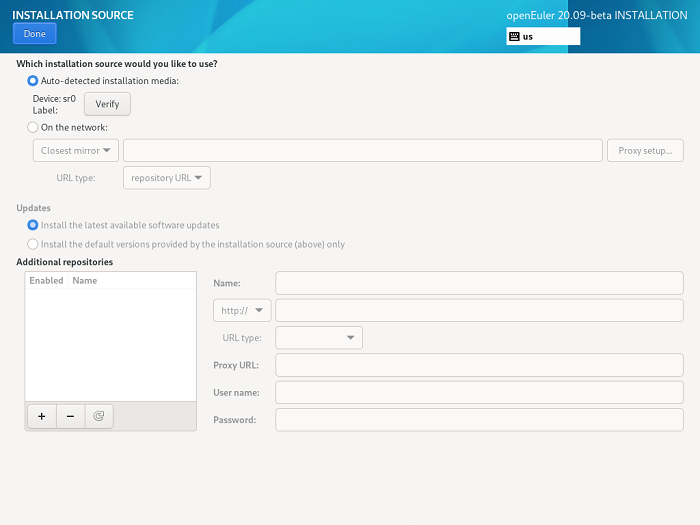 INSTALLATION SOURCE
openEuler 20.09-beta INSTALLATION
Done
us
Which installation source would you like to use?
Auto-detected installation media:
Device: sr0
Label:
Verify
On the network:
Closest mirror
Proxy setup...
URL type:
repository URL
Updates
Install the latest available software updates
Install the default versions provided by the installation source (above) only
Additional repositories
Enabled Name
Name:
http://
URL type:
Proxy URL:
User name:
Password: